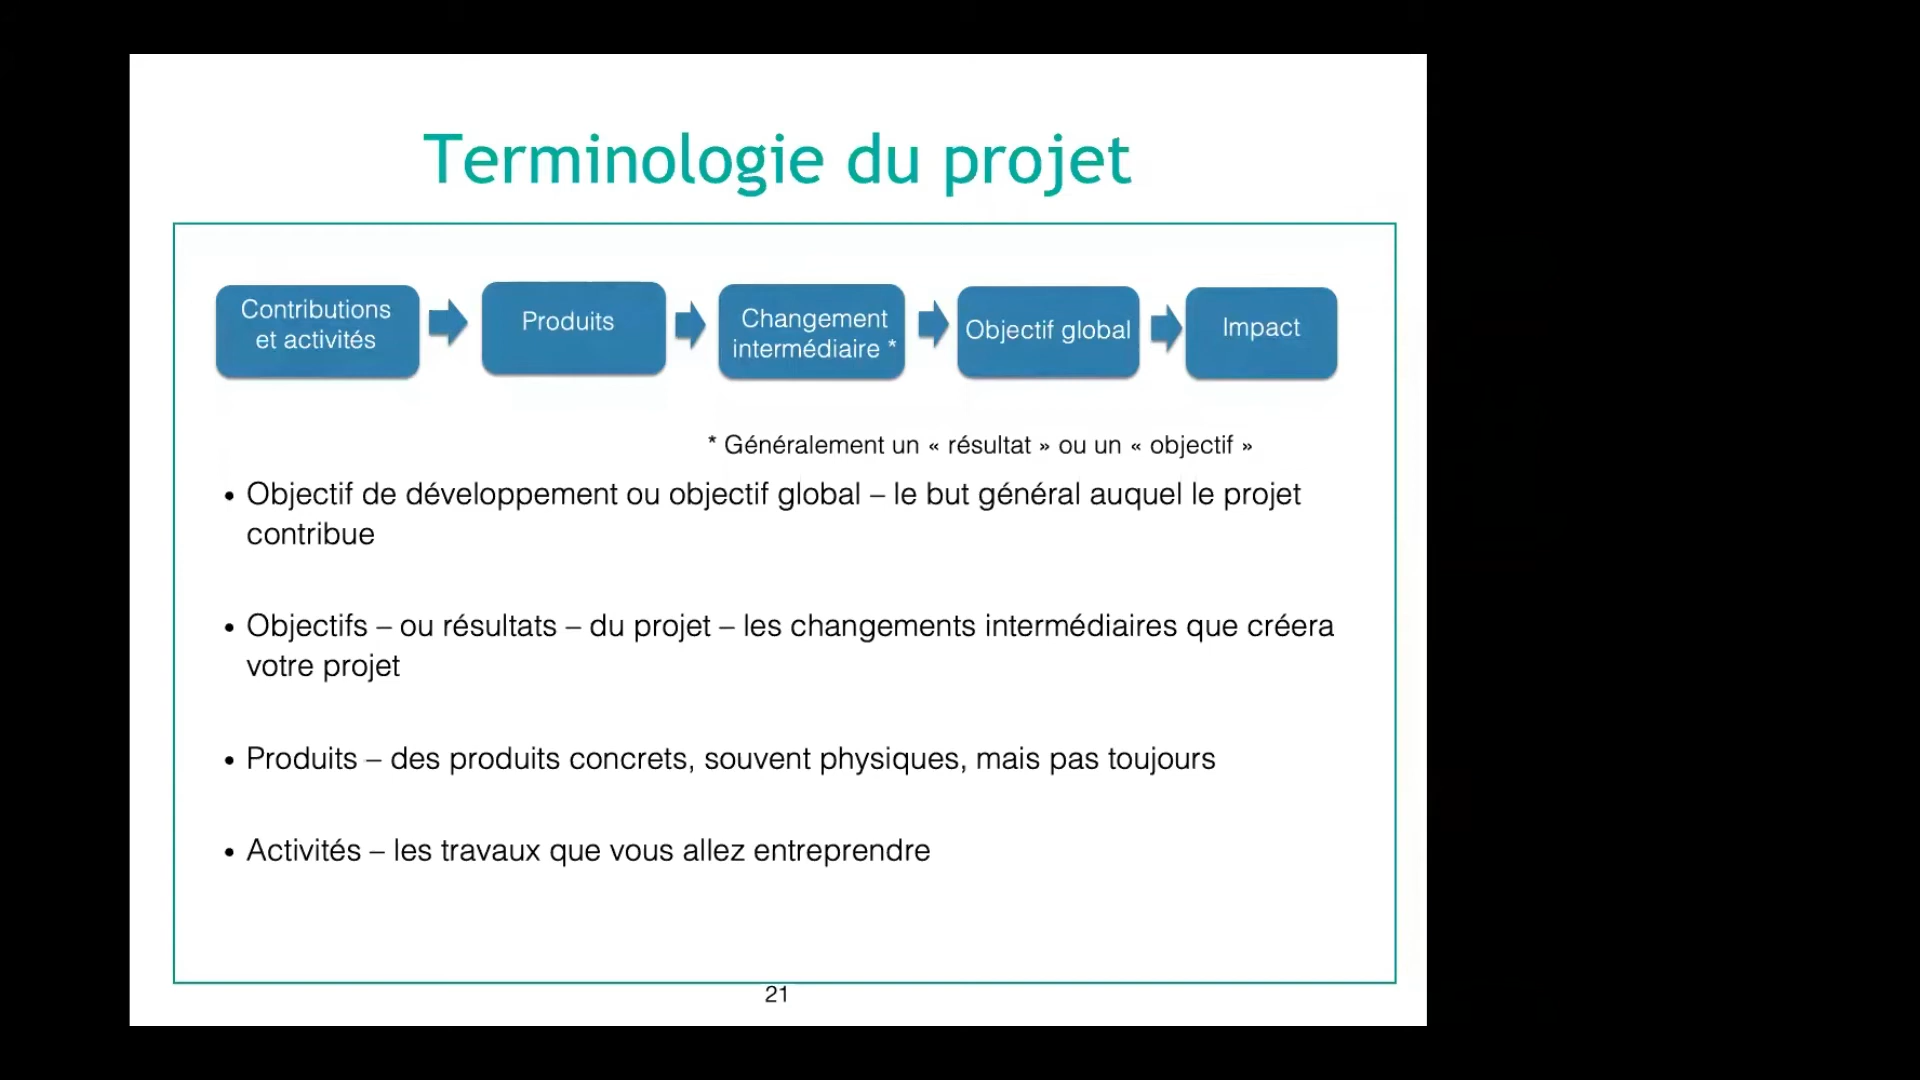 Terminologie du projet
Contributions
et activités
Produits
Changement
intermédiaire *
Objectif global
Impact
* Généralement un « résultat » ou un « objectif »
• Objectif de développement ou objectif global – le but général auquel le projet
contribue
• Objectifs – ou résultats – du projet – les changements intermédiaires que créera
votre projet
• Produits – des produits concrets, souvent physiques, mais pas toujours
• Activités – les travaux que vous allez entreprendre
21